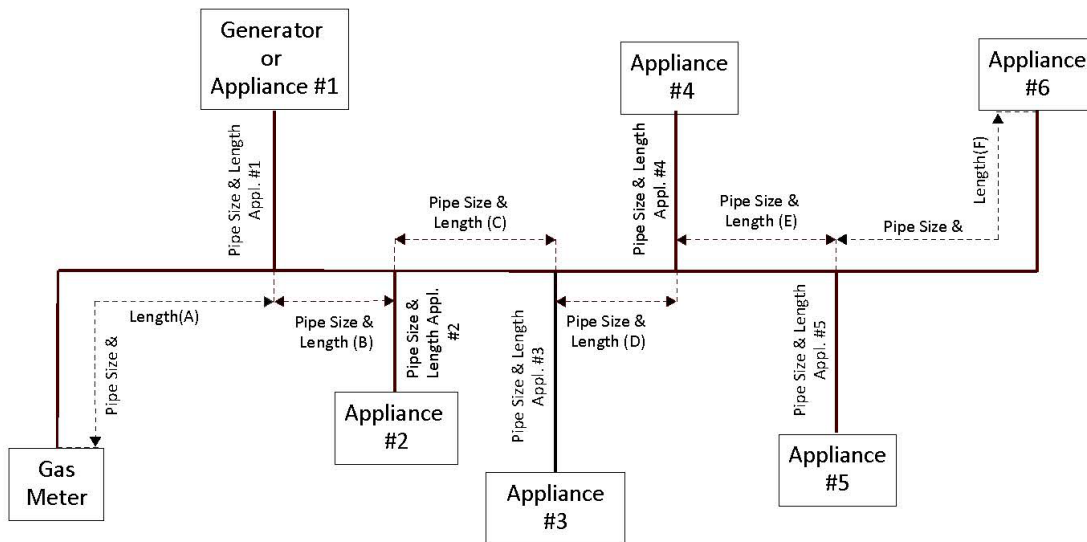 Generator
or
Appliance #1
Appliance
#4
Appliance
#6
Pipe Size & Length
Appl. #1
Pipe Size &
Length (C)
Pipe Size & Length
Appl. #4
Pipe Size &
Length (E)
Length(F)
Pipe Size &
Length(A)
Pipe Size &
Pipe Size &
Length (B)
Pipe Size &
Length Appl.
#2
Pipe Size & Length
Appl. #3
Pipe Size &
Length (D)
Pipe Size & Length
Appl. #5
Gas
Meter
Appliance
#2
Appliance
#3
Appliance
#5